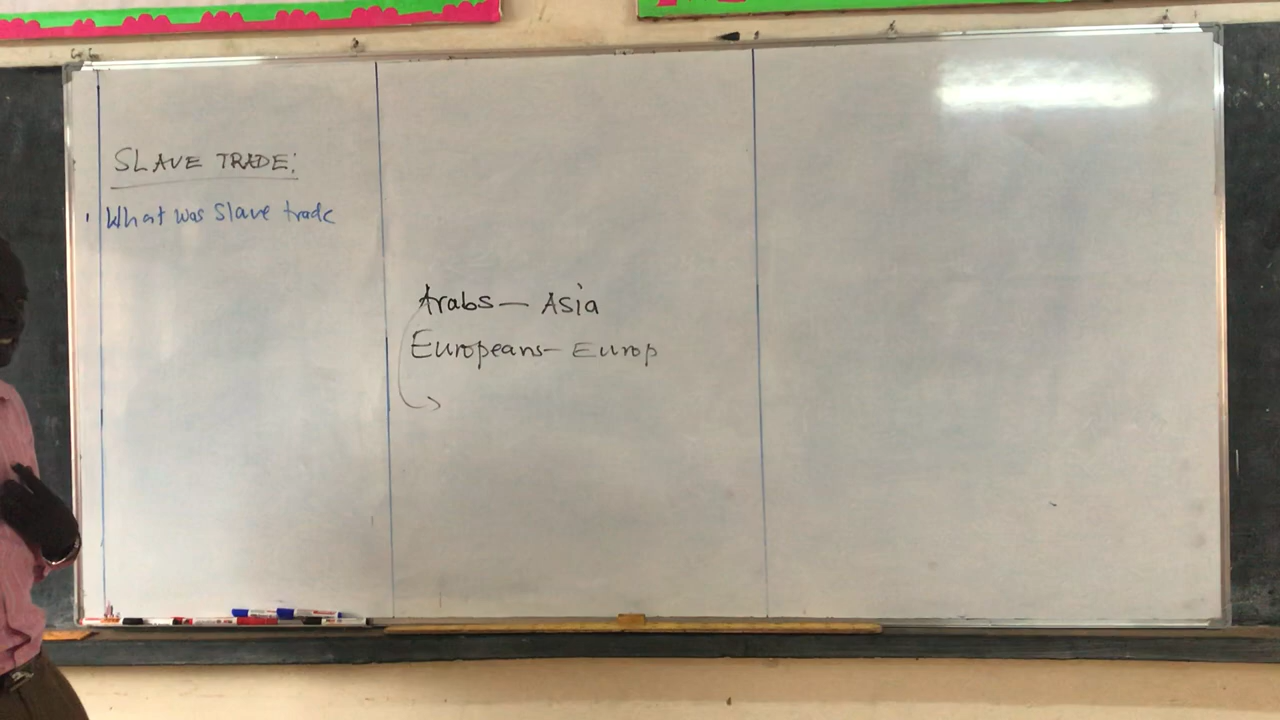 SLAVE TRADE:
What was Slave trade
Arabs — Asia
Europeans — Europ